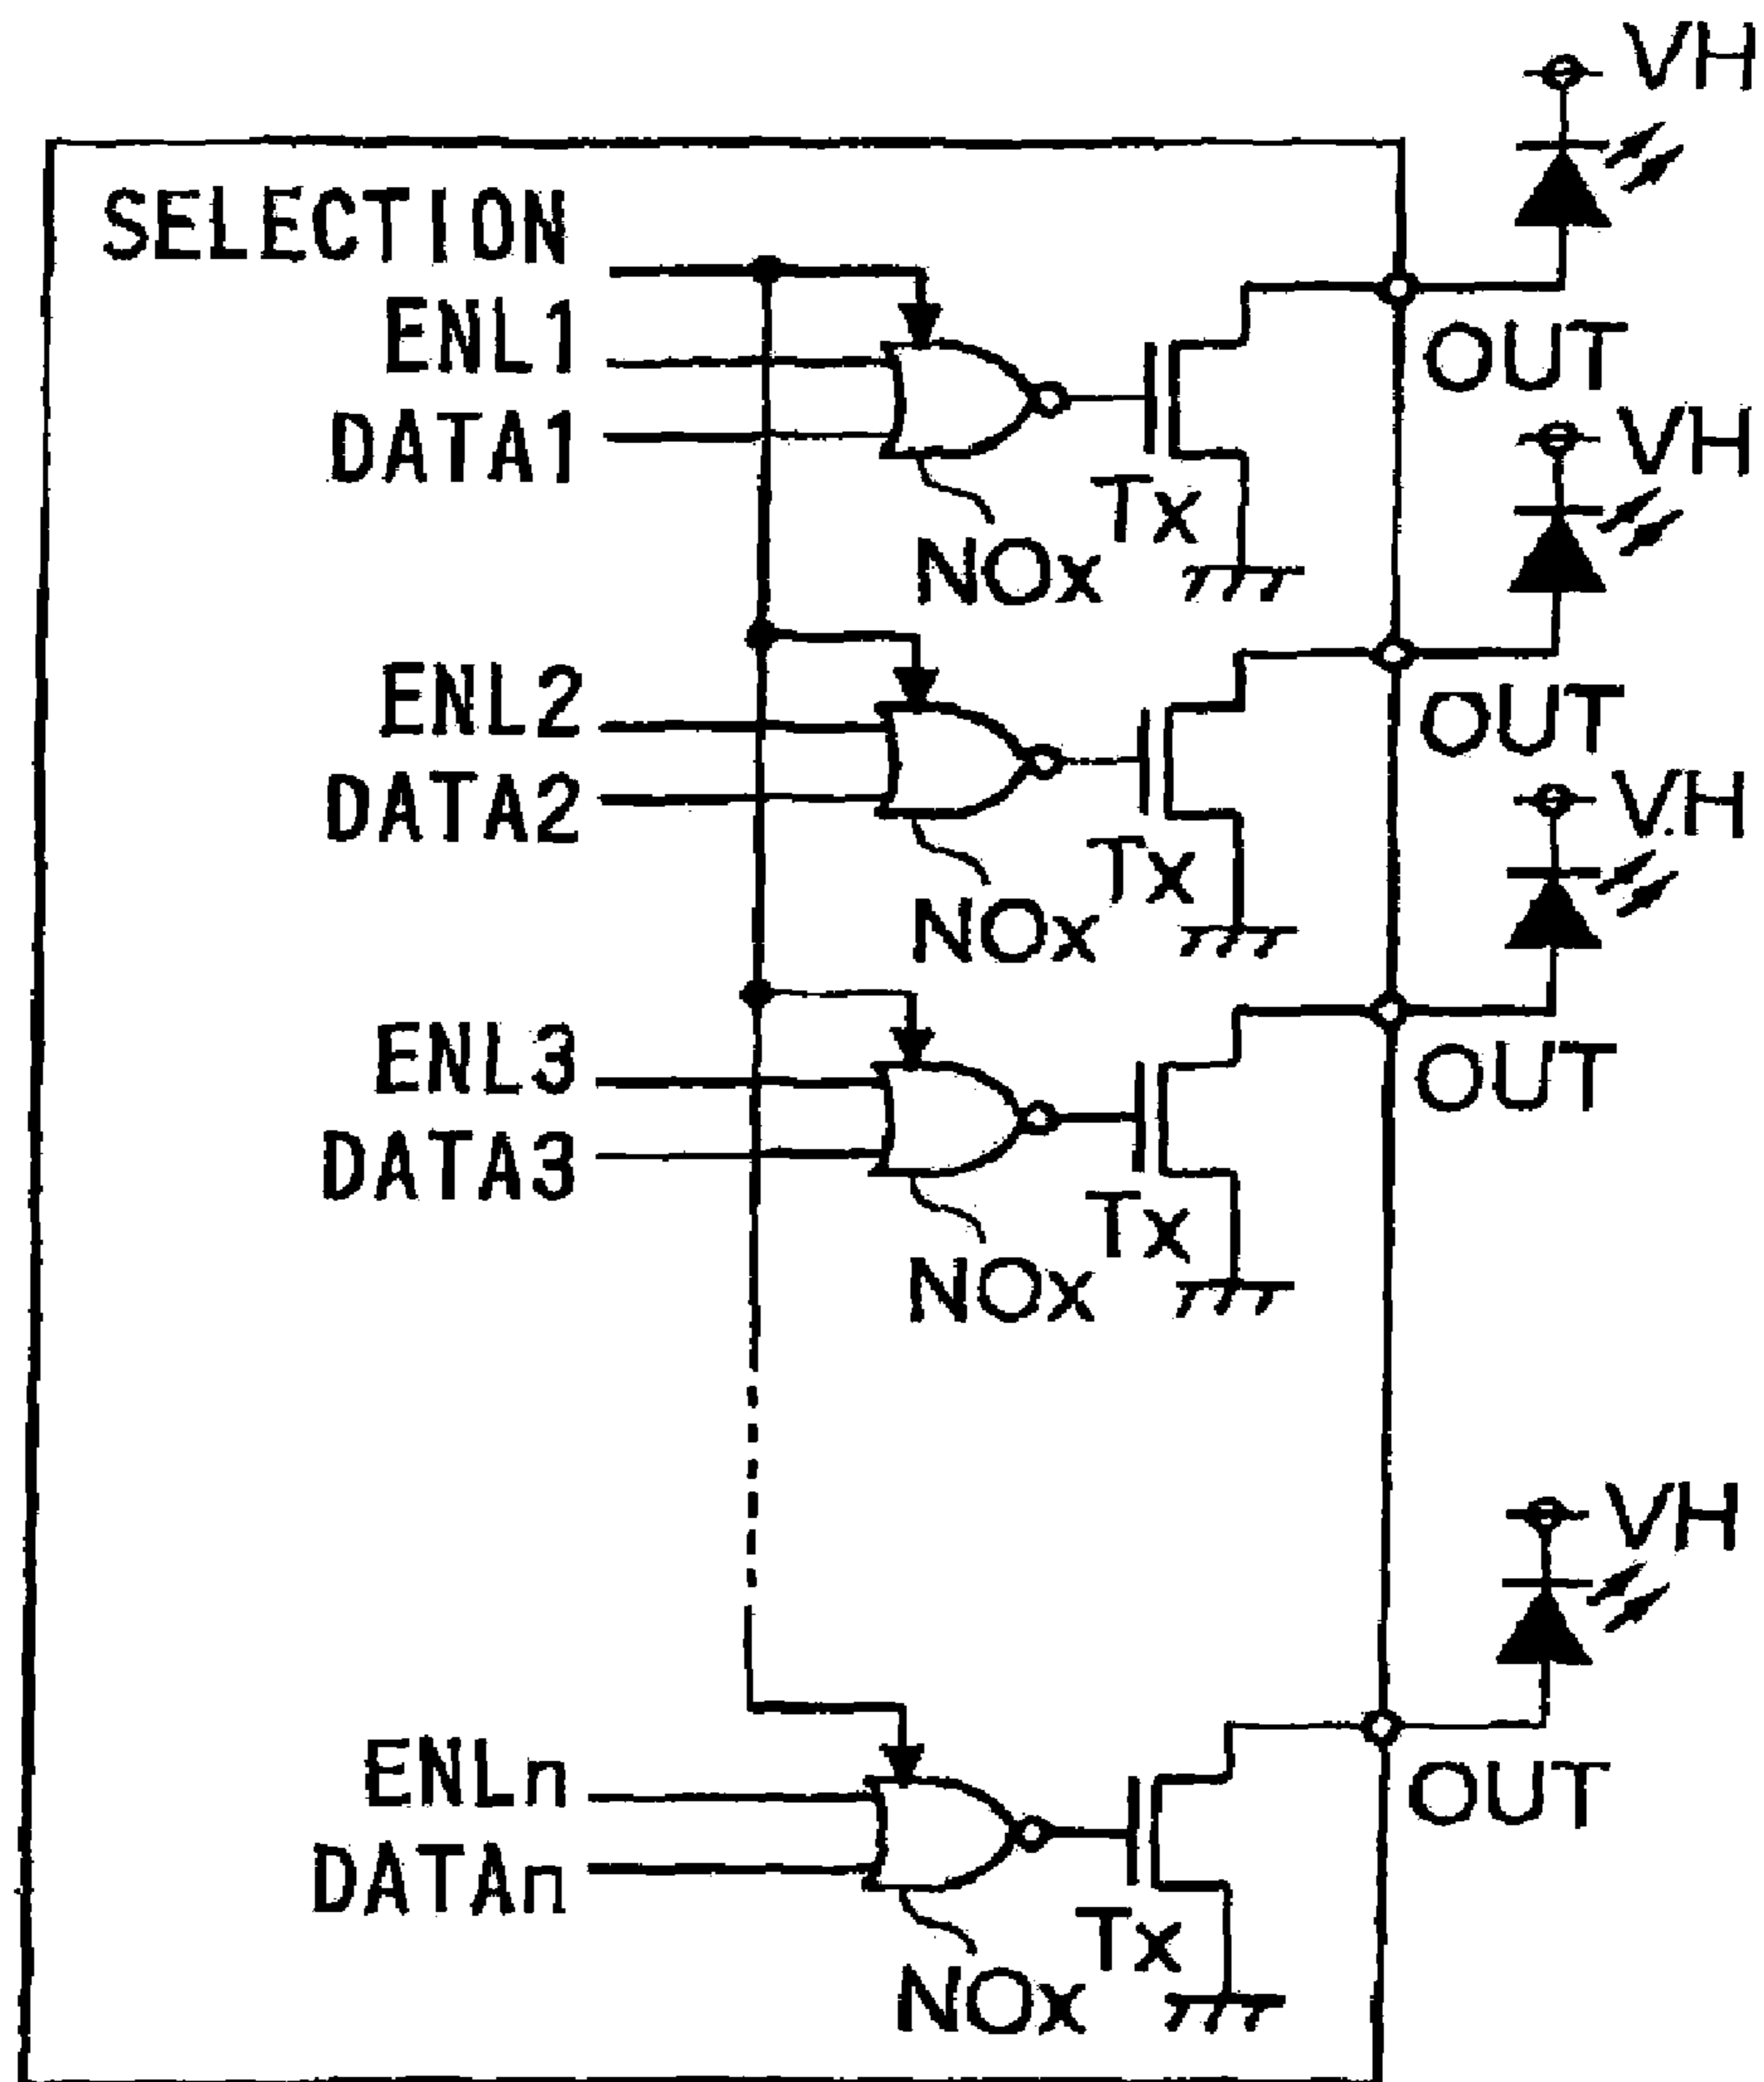 VH
SELECTION
ENL1
OUT
DATA1
VH
Tx
NOx
ENL2
OUT
DATA2
V.H
Tx
NOx
ENL3
OUT
DATA3
Tx
NOx
VH
ENLn
OUT
DATAn
Tx
NOx